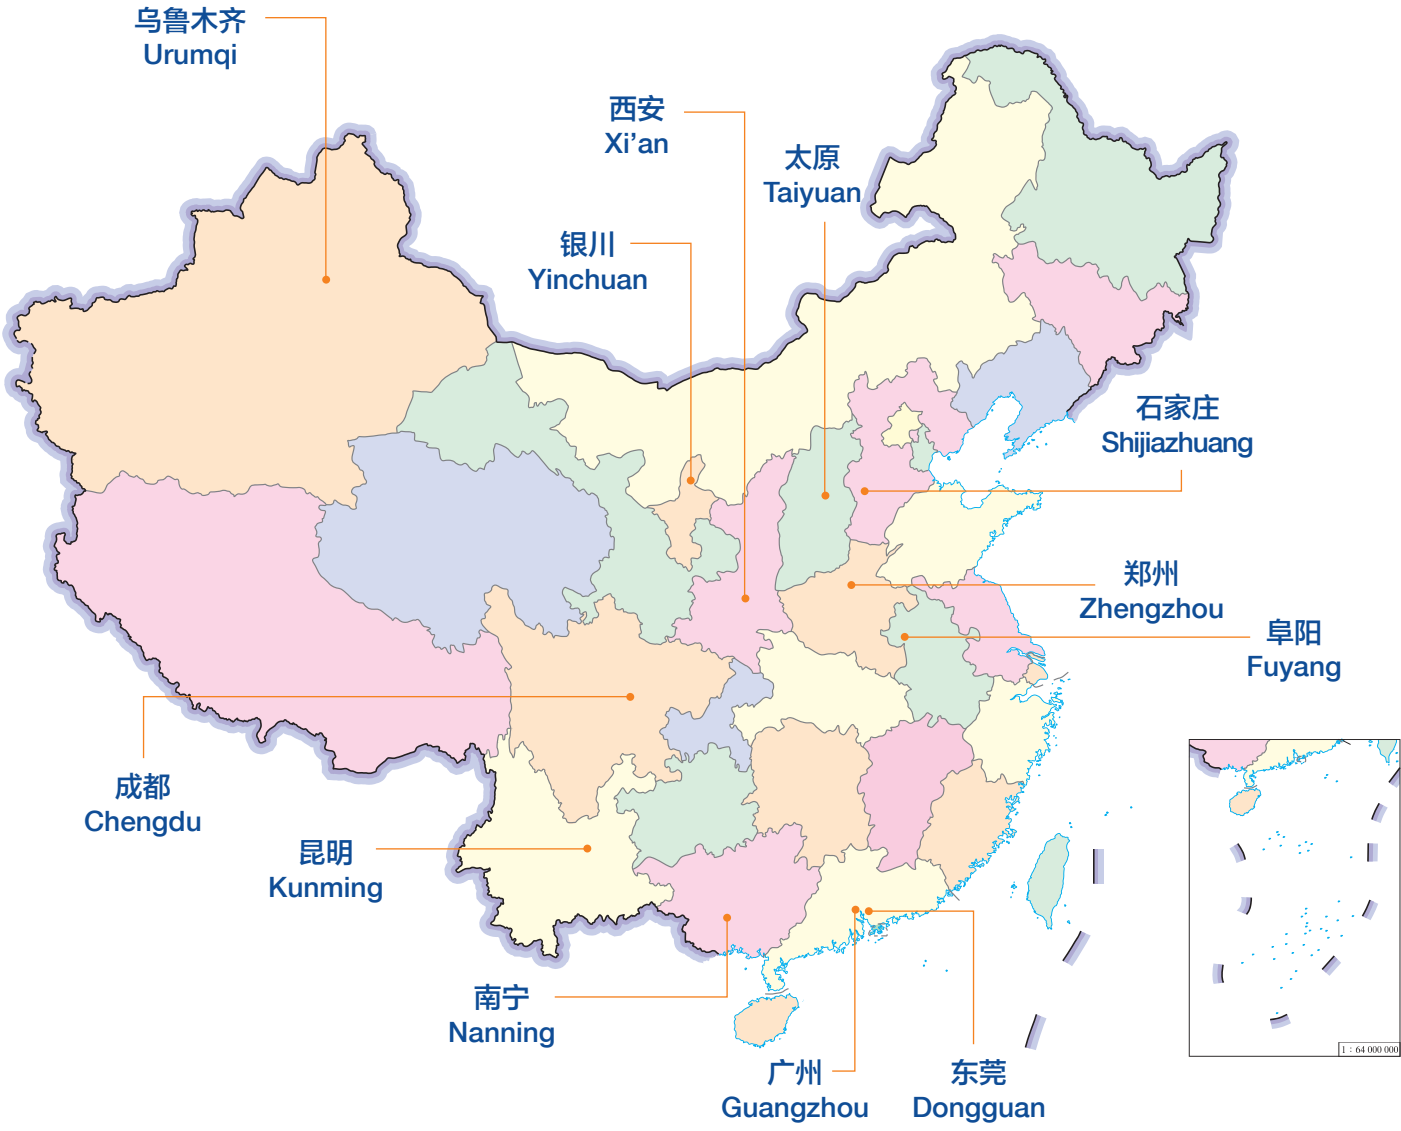 乌鲁木齐
Urumqi
西安
Xi’an
太原
Taiyuan
银川
Yinchuan
石家庄
Shijiazhuang
郑州
Zhengzhou
阜阳
Fuyang
成都
Chengdu
昆明
Kunming
南宁
Nanning
广州
Guangzhou
东莞
Dongguan
1：64 000 000